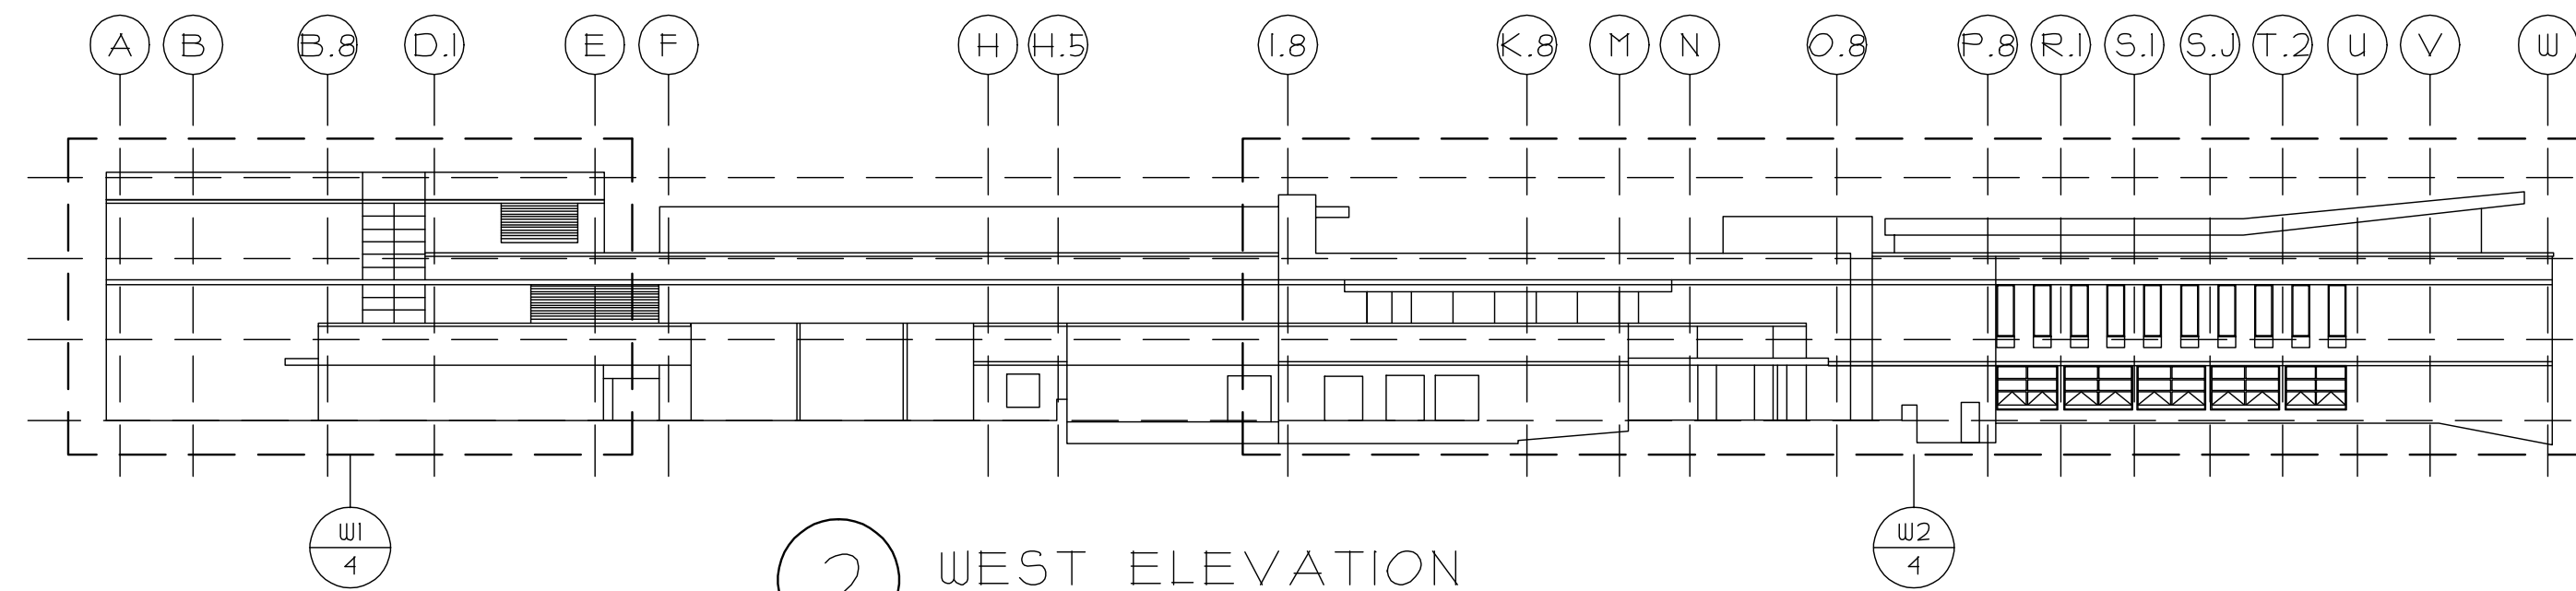 A B B.8 D.1 E F H H.5 I.8 K.8 M N O.8 P.8 R.1 S.1 S.J T.2 U V W
W1
4
W2
4
2 WEST ELEVATION